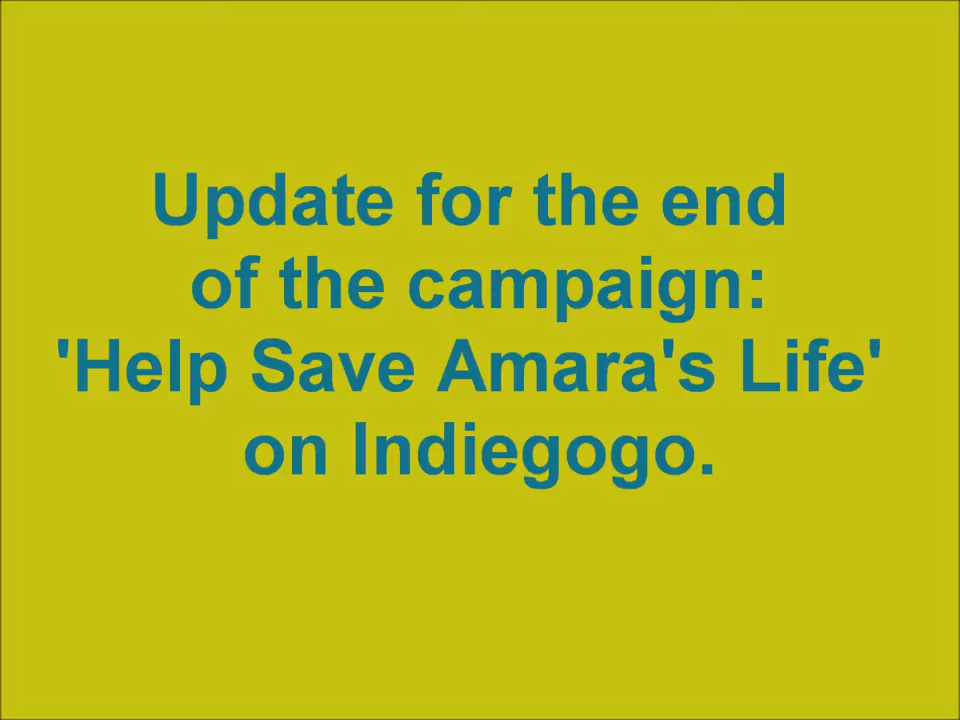 Update for the end
of the campaign:
'Help Save Amara's Life'
on Indiegogo.